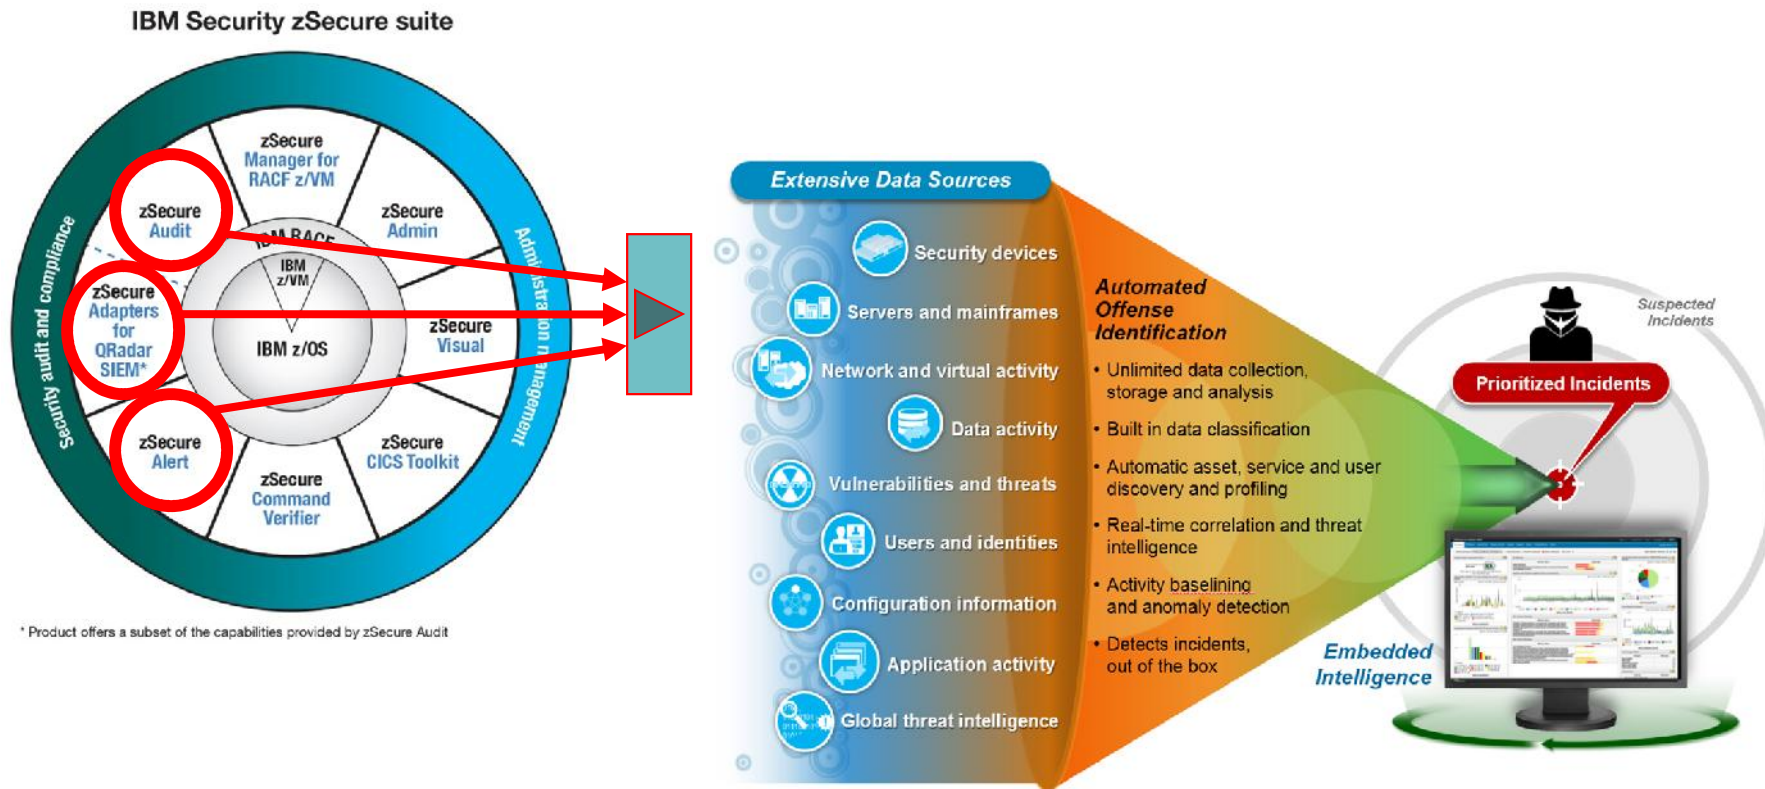 IBM Security zSecure suite
zSecure
Manager for
RACF z/VM
zSecure
Audit
zSecure
Admin
IBM RACF
IBM
z/VM
IBM z/OS
zSecure
Adapters
for
QRadar
SIEM*
zSecure
Visual
zSecure
Alert
zSecure
CICS Toolkit
zSecure
Command
Verifier
Security audit and compliance
Administration management
* Product offers a subset of the capabilities provided by zSecure Audit
Extensive Data Sources
Security devices
Servers and mainframes
Network and virtual activity
Data activity
Vulnerabilities and threats
Users and identities
Configuration information
Application activity
Global threat intelligence
Automated
Offense
Identification
• Unlimited data collection,
storage and analysis
• Built in data classification
• Automatic asset, service and user
discovery and profiling
• Real-time correlation and threat
intelligence
• Activity baselining
and anomaly detection
• Detects incidents,
out of the box
Suspected
Incidents
Prioritized Incidents
Embedded
Intelligence